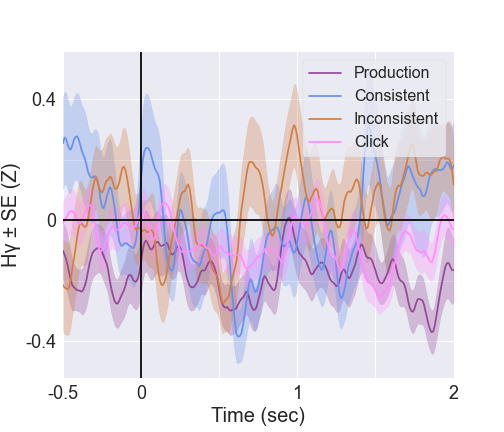 Production
Consistent
Inconsistent
Click
0.4
0
-0.4
Hγ ± SE (Z)
-0.5 0 1 2
Time (sec)